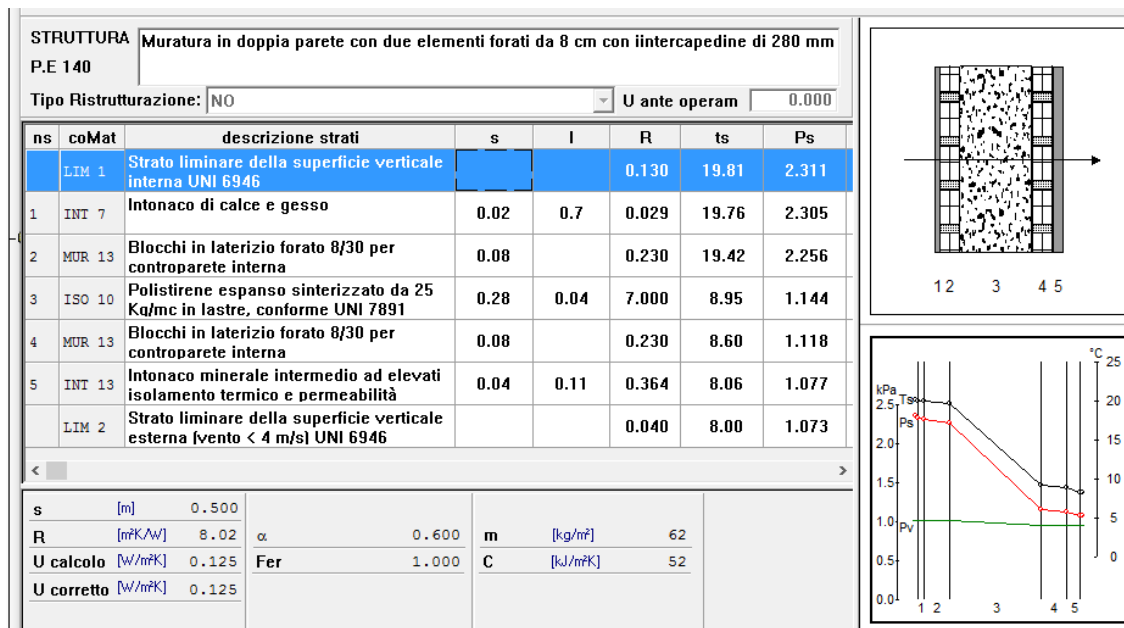 STRUTTURA Muratura in doppia parete con due elementi forati da 8 cm con iintercapedine di 280 mm
P.E 140
Tipo Ristrutturazione: NO U ante operam 0.000
ns coMat descrizione strati s l R ts Ps
LIM 1 Strato liminare della superficie verticale interna UNI 6946 0.130 19.81 2.311
1 INT 7 Intonaco di calce e gesso 0.02 0.7 0.029 19.76 2.305
2 MUR 13 Blocchi in laterizio forato 8/30 per controparete interna 0.08 0.230 19.42 2.256
3 ISO 10 Polistirene espanso sinterizzato da 25 Kg/mc in lastre, conforme UNI 7891 0.28 0.04 7.000 8.95 1.144
4 MUR 13 Blocchi in laterizio forato 8/30 per controparete interna 0.08 0.230 8.60 1.118
5 INT 13 Intonaco minerale intermedio ad elevati isolamento termico e permeabilità 0.04 0.11 0.364 8.06 1.077
LIM 2 Strato liminare della superficie verticale esterna (vento < 4 m/s) UNI 6946 0.040 8.00 1.073
s [m] 0.500
R [m²K/W] 8.02 α 0.600 m [kg/m²] 62
U calcolo [W/m²K] 0.125 Fer 1.000 C [kJ/m²K] 52
U corretto [W/m²K] 0.125
1 2 3 4 5
°C
25
kPa
2.5 Ts 20
Ps
2.0 15
1.5 10
1.0 Pv 5
0.5 0
0.0
1 2 3 4 5